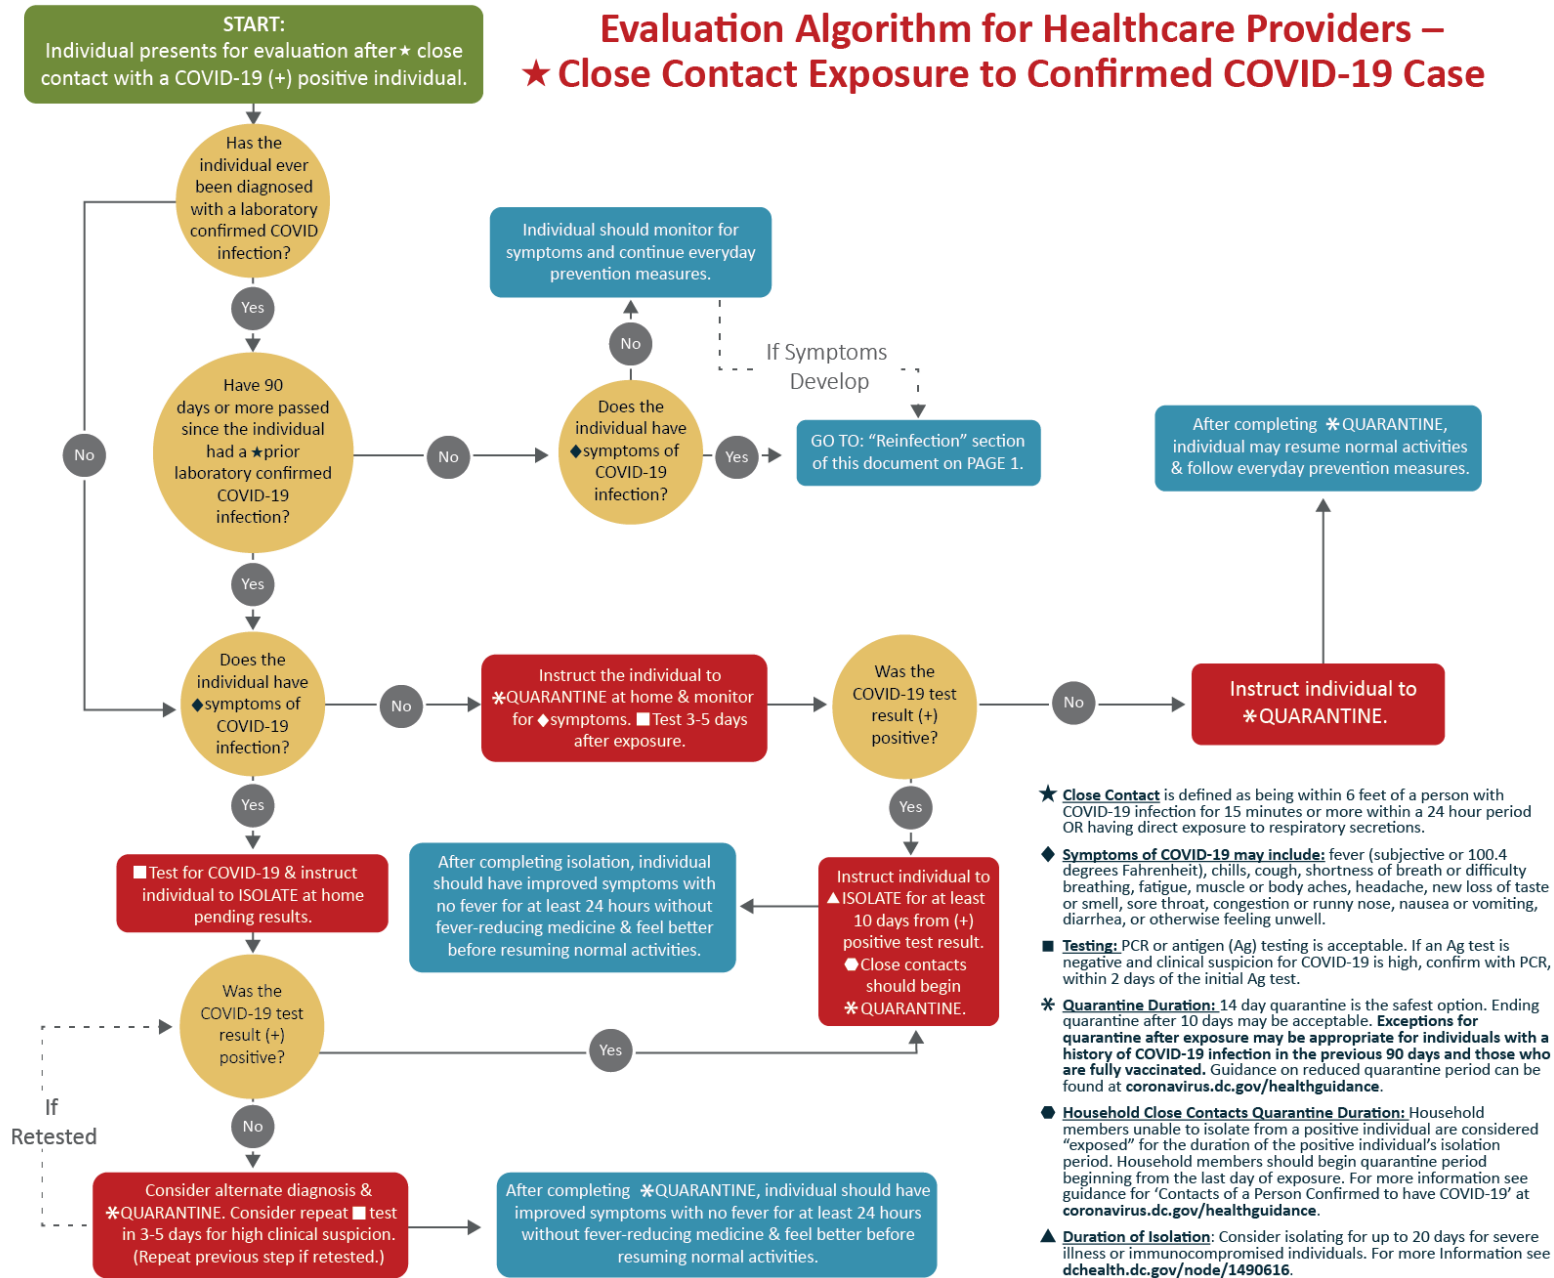 START:
Individual presents for evaluation after ★ close
contact with a COVID-19 (+) positive individual.
Evaluation Algorithm for Healthcare Providers –
★ Close Contact Exposure to Confirmed COVID-19 Case
Has the
individual ever
been diagnosed
with a laboratory
confirmed COVID
infection?
Yes
No
Have 90
days or more passed
since the individual
had a ★prior
laboratory confirmed
COVID-19
infection?
No
Does the
individual have
◆symptoms of
COVID-19
infection?
No
Individual should monitor for
symptoms and continue everyday
prevention measures.
If Symptoms
Develop
Yes
GO TO: “Reinfection” section
of this document on PAGE 1.
Yes
Does the
individual have
◆symptoms of
COVID-19
infection?
No
Instruct the individual to
✱QUARANTINE at home & monitor
for ◆symptoms. ■Test 3-5 days
after exposure.
Was the
COVID-19 test
result (+)
positive?
No
Instruct individual to
✱QUARANTINE.
After completing ✱QUARANTINE,
individual may resume normal activities
& follow everyday prevention measures.
Yes
Instruct individual to
▲ISOLATE for at least
10 days from (+)
positive test result.
⬣Close contacts
should begin
✱QUARANTINE.
After completing isolation, individual
should have improved symptoms with
no fever for at least 24 hours without
fever-reducing medicine & feel better
before resuming normal activities.
Yes
■Test for COVID-19 & instruct
individual to ISOLATE at home
pending results.
Was the
COVID-19 test
result (+)
positive?
Yes
No
If
Retested
Consider alternate diagnosis &
✱QUARANTINE. Consider repeat ■ test
in 3-5 days for high clinical suspicion.
(Repeat previous step if retested.)
After completing ✱QUARANTINE, individual should have
improved symptoms with no fever for at least 24 hours
without fever-reducing medicine & feel better before
resuming normal activities.
★ Close Contact is defined as being within 6 feet of a person with
COVID-19 infection for 15 minutes or more within a 24 hour period
OR having direct exposure to respiratory secretions.
◆ Symptoms of COVID-19 may include: fever (subjective or 100.4
degrees Fahrenheit), chills, cough, shortness of breath or difficulty
breathing, fatigue, muscle or body aches, headache, new loss of taste
or smell, sore throat, congestion or runny nose, nausea or vomiting,
diarrhea, or otherwise feeling unwell.
■ Testing: PCR or antigen (Ag) testing is acceptable. If an Ag test is
negative and clinical suspicion for COVID-19 is high, confirm with PCR,
within 2 days of the initial Ag test.
✱ Quarantine Duration: 14 day quarantine is the safest option. Ending
quarantine after 10 days may be acceptable. Exceptions for
quarantine after exposure may be appropriate for individuals with a
history of COVID-19 infection in the previous 90 days and those who
are fully vaccinated. Guidance on reduced quarantine period can be
found at coronavirus.dc.gov/healthguidance.
⬣ Household Close Contacts Quarantine Duration: Household
members unable to isolate from a positive individual are considered
“exposed” for the duration of the positive individual’s isolation
period. Household members should begin quarantine period
beginning from the last day of exposure. For more information see
guidance for ‘Contacts of a Person Confirmed to have COVID-19’ at
coronavirus.dc.gov/healthguidance.
▲ Duration of Isolation: Consider isolating for up to 20 days for severe
illness or immunocompromised individuals. For more Information see
dchealth.dc.gov/node/1490616.